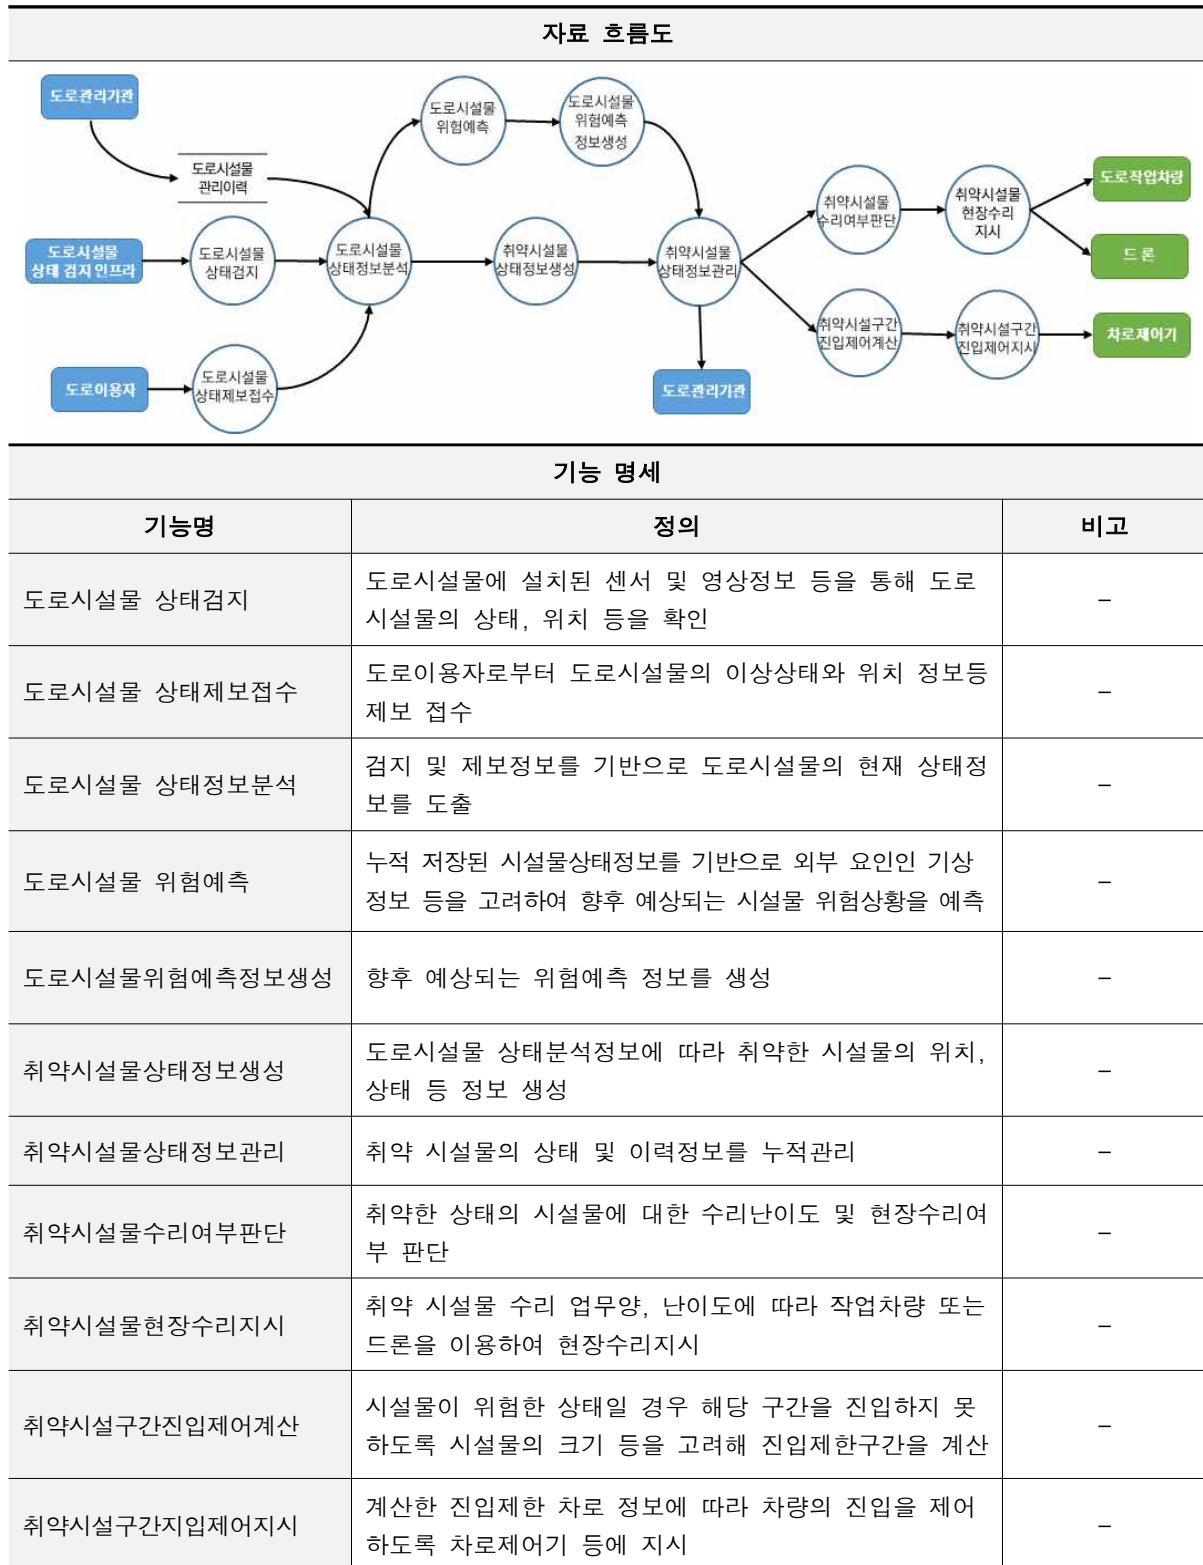 자료 흐름도
도로관리기관
도로시설물
관리이력
도로시설물
위험예측
도로시설물
위험예측
정보생성
도로시설물
상태 검지 인프라
도로시설물
상태검지
도로시설물
상태정보분석
취약시설물
상태정보생성
취약시설물
상태정보관리
취약시설물
수리여부판단
취약시설물
현장수리
지시
도로작업차량
드론
취약시설구간
진입제어계산
취약시설구간
진입제어지시
차로제어기
도로이용자
도로시설물
상태제보접수
도로관리기관
기능 명세
기능명 정의 비고
도로시설물 상태검지
도로시설물에 설치된 센서 및 영상정보 등을 통해 도로
시설물의 상태, 위치 등을 확인
–
도로시설물 상태제보접수
도로이용자로부터 도로시설물의 이상상태와 위치 정보등
제보 접수
–
도로시설물 상태정보분석
검지 및 제보정보를 기반으로 도로시설물의 현재 상태정
보를 도출
–
도로시설물 위험예측
누적 저장된 시설물상태정보를 기반으로 외부 요인인 기상
정보 등을 고려하여 향후 예상되는 시설물 위험상황을 예측
–
도로시설물위험예측정보생성
향후 예상되는 위험예측 정보를 생성
–
취약시설물상태정보생성
도로시설물 상태분석정보에 따라 취약한 시설물의 위치,
상태 등 정보 생성
–
취약시설물상태정보관리
취약 시설물의 상태 및 이력정보를 누적관리
–
취약시설물수리여부판단
취약한 상태의 시설물에 대한 수리난이도 및 현장수리여
부 판단
–
취약시설물현장수리지시
취약 시설물 수리 업무양, 난이도에 따라 작업차량 또는
드론을 이용하여 현장수리지시
–
취약시설구간진입제어계산
시설물이 위험한 상태일 경우 해당 구간을 진입하지 못
하도록 시설물의 크기 등을 고려해 진입제한구간을 계산
–
취약시설구간지입제어지시
계산한 진입제한 차로 정보에 따라 차량의 진입을 제어
하도록 차로제어기 등에 지시
–